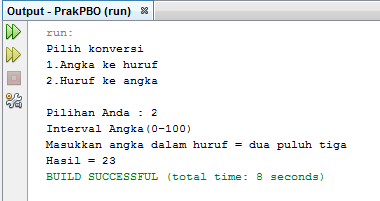 Output - PrakPBO (run)
run:
Pilih konversi
1.Angka ke huruf
2.Huruf ke angka
Pilihan Anda : 2
Interval Angka(0-100)
Masukkan angka dalam huruf = dua puluh tiga
Hasil = 23
BUILD SUCCESSFUL (total time: 8 seconds)